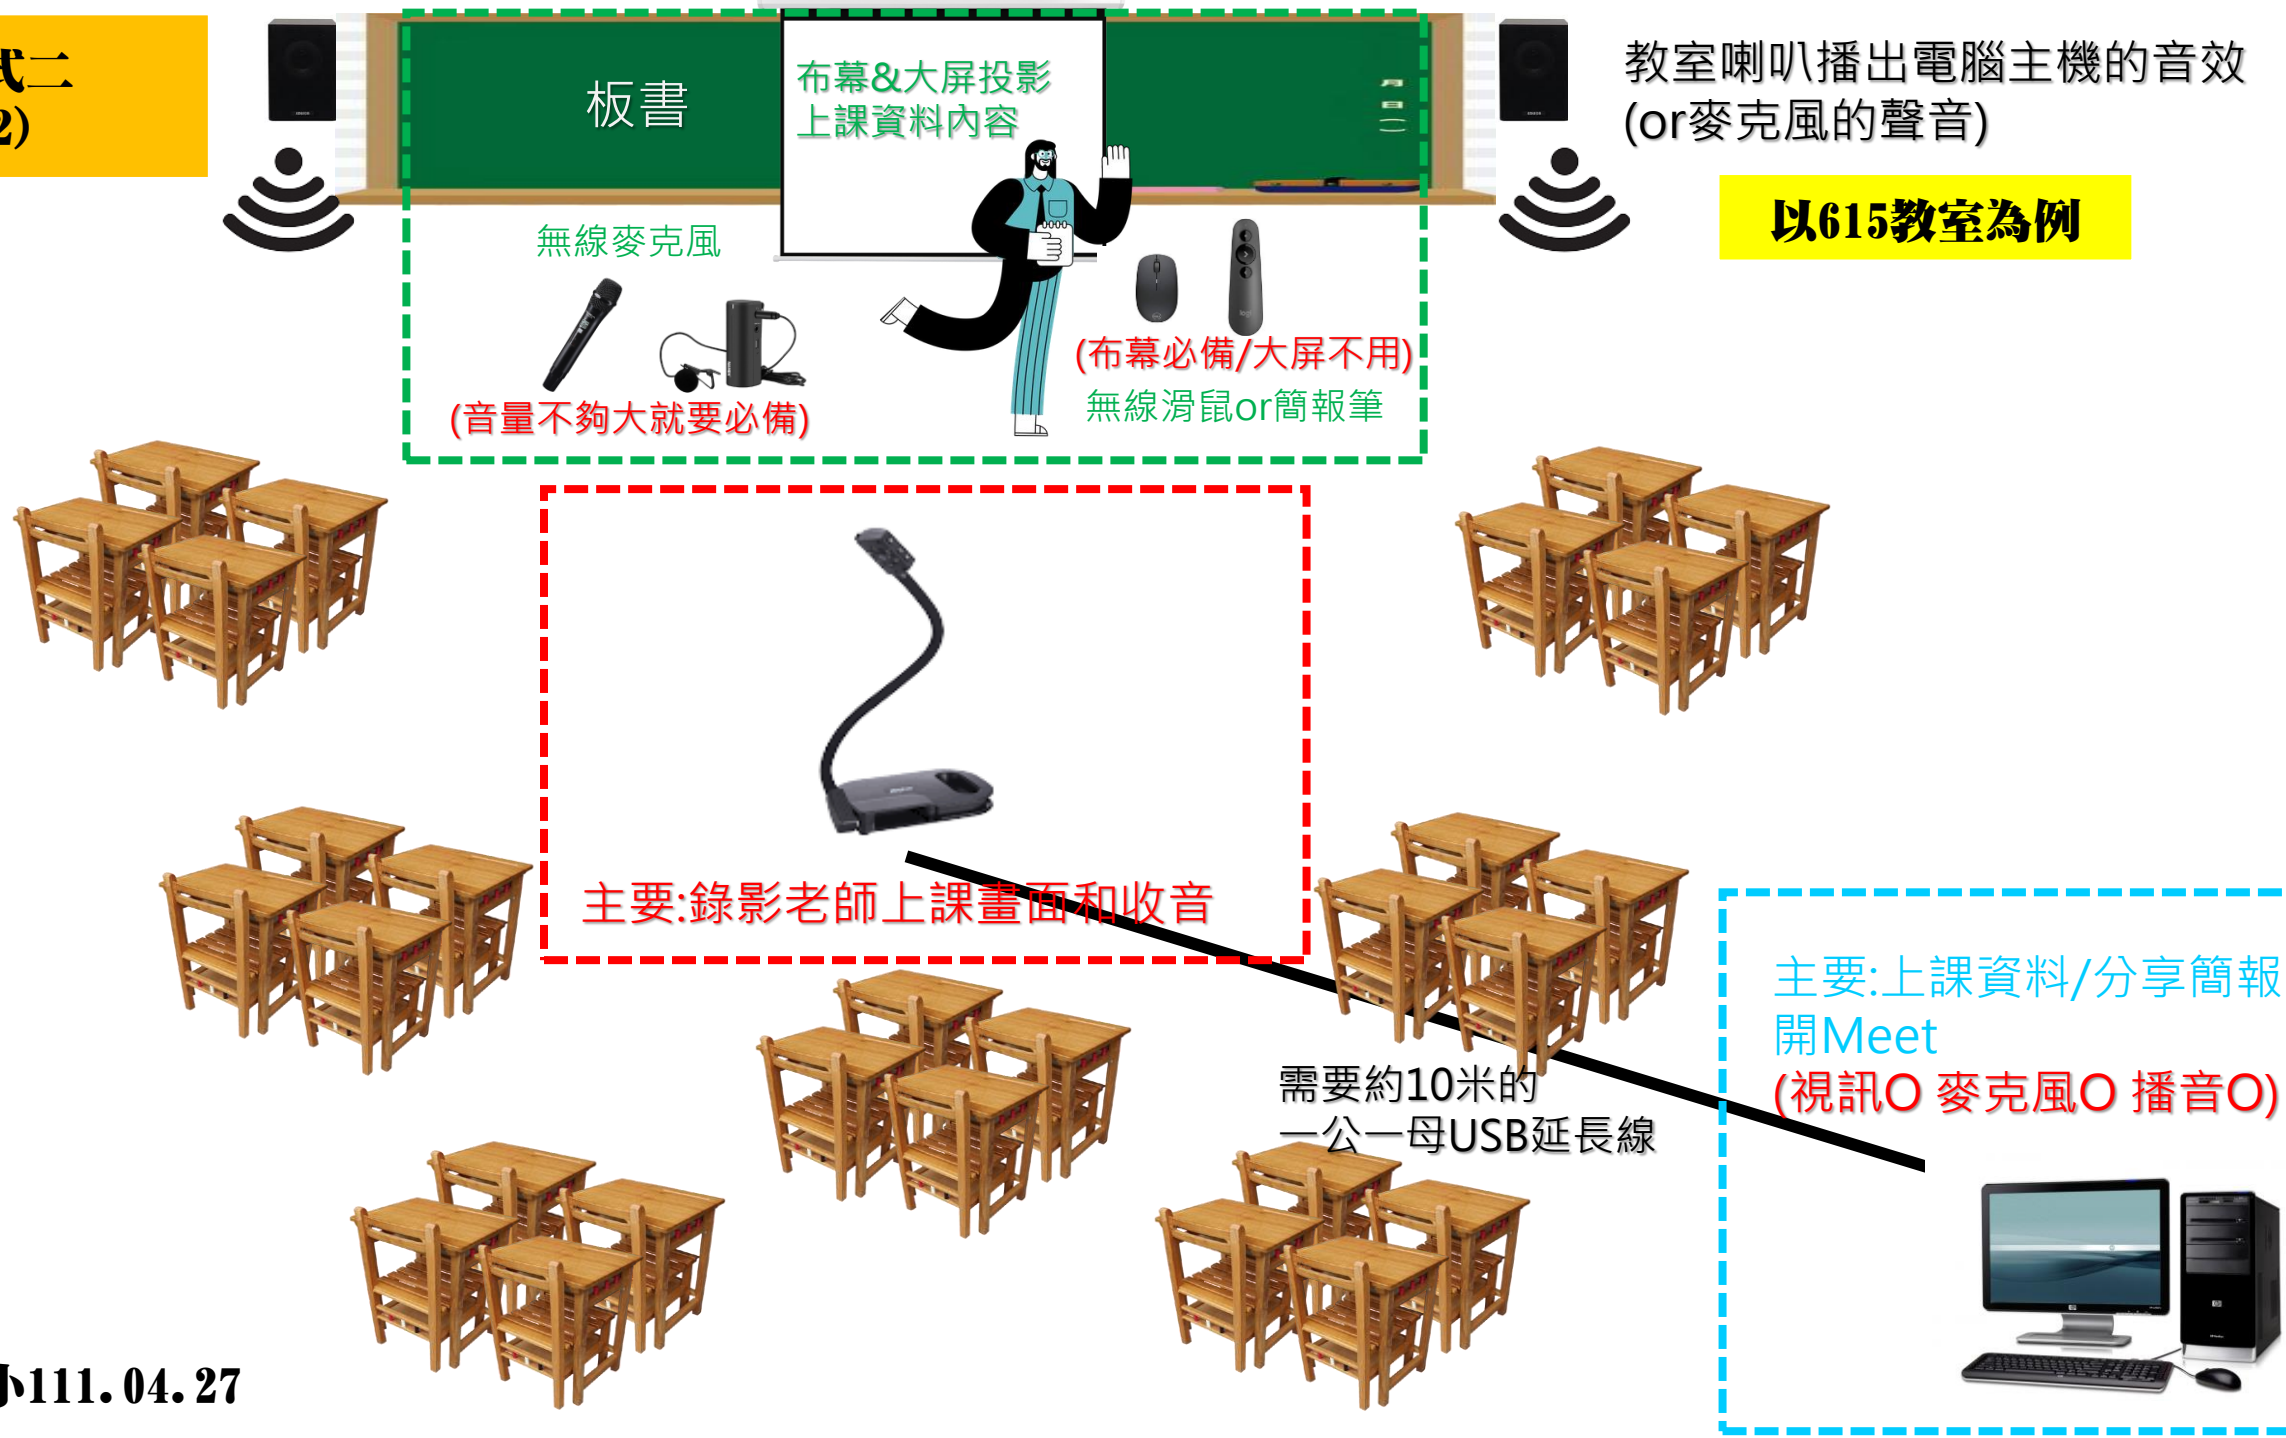 式二
2)
板書
布幕&大屏投影
上課資料內容
教室喇叭播出電腦主機的音效
(or麥克風的聲音)
以615教室為例
無線麥克風
(音量不夠大就要必備)
(布幕必備/大屏不用)
無線滑鼠or簡報筆
主要:錄影老師上課畫面和收音
需要約10米的
一公一母USB延長線
主要:上課資料/分享簡報
開Meet
(視訊O 麥克風O 播音O)
小111.04.27